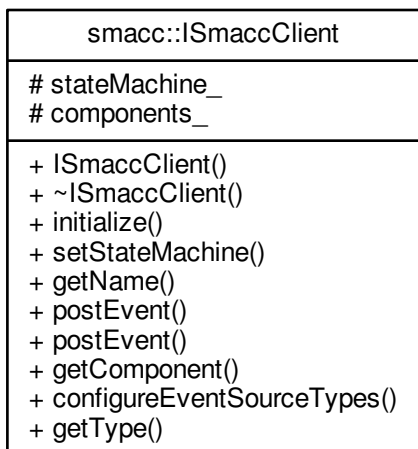 smacc::ISmaccClient
# stateMachine_
# components_
+ ISmaccClient()
+ ~ISmaccClient()
+ initialize()
+ setStateMachine()
+ getName()
+ postEvent()
+ postEvent()
+ getComponent()
+ configureEventSourceTypes()
+ getType()